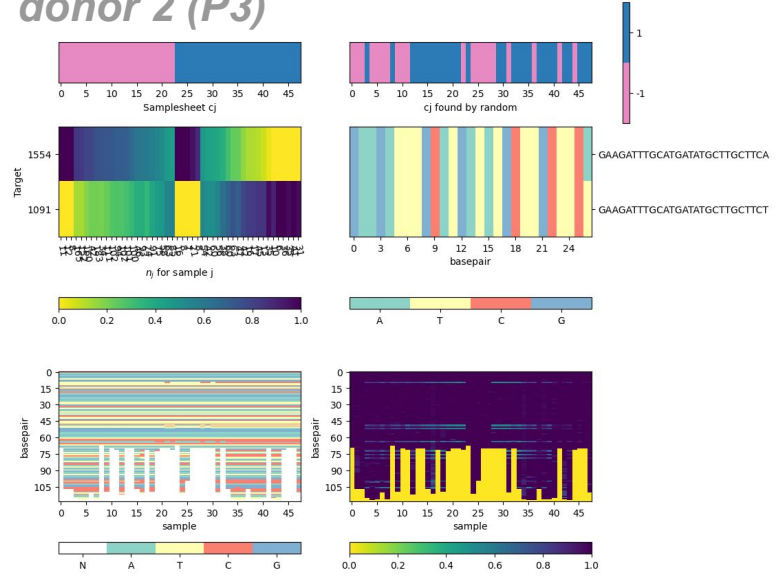 donor 2 (P3)
1
-1
0 5 10 15 20 25 30 35 40 45
Samplesheet cj
0 5 10 15 20 25 30 35 40 45
cj found by random
Target
1554
1091
nj for sample j
GAAGATTTGCATGATATGCTTGCTTCA
GAAGATTTGCATGATATGCTTGCTTCT
0 3 6 9 12 15 18 21 24
basepair
0.0 0.2 0.4 0.6 0.8 1.0
A T C G
basepair
0
15
30
45
60
75
90
105
0 5 10 15 20 25 30 35 40 45
sample
basepair
0
15
30
45
60
75
90
105
0 5 10 15 20 25 30 35 40 45
sample
N A T C G
0.0 0.2 0.4 0.6 0.8 1.0